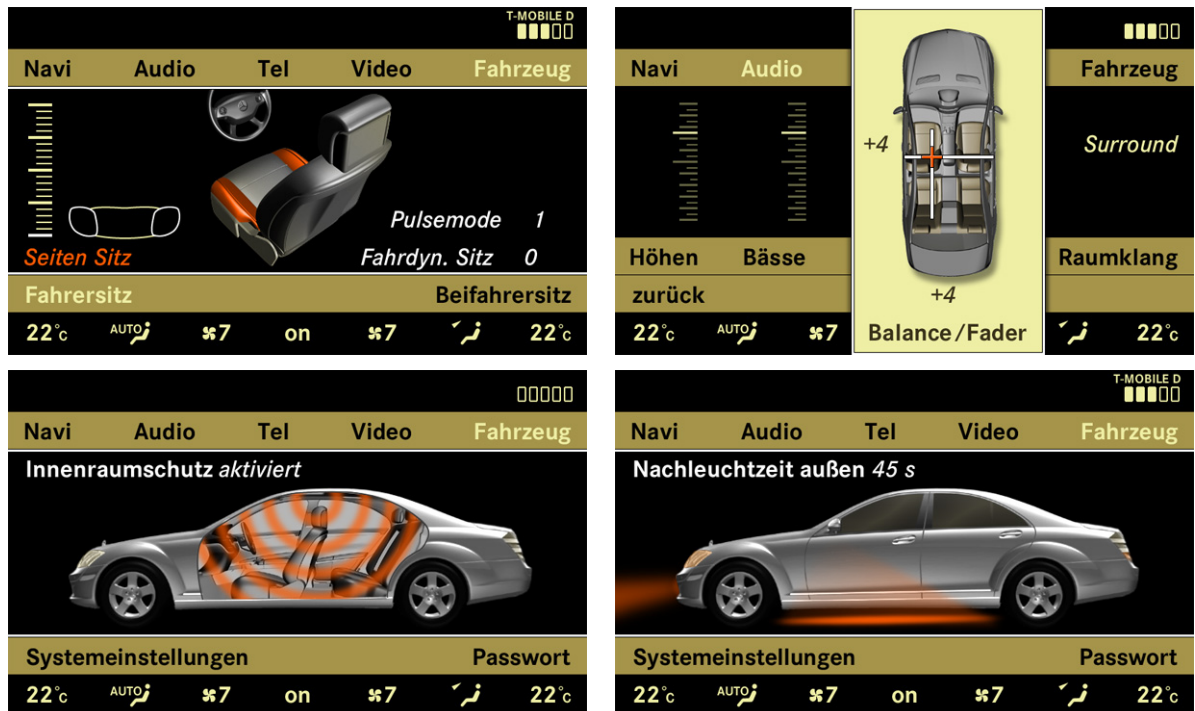 T-MOBILE D
Navi Audio Tel Video Fahrzeug
Pulsemode 1
Seiten Sitz Fahrdyn. Sitz 0
Fahrersitz Beifahrersitz
22°C AUTO 7 on 7 22°C
Navi Audio Fahrzeug
+4 Surround
Höhen Bässe Raumklang
zurück +4
22°C AUTO 7 Balance/Fader 22°C
Navi Audio Tel Video Fahrzeug
Innenraumschutz aktiviert
Systemeinstellungen Passwort
22°C AUTO 7 on 7 22°C
T-MOBILE D
Navi Audio Tel Video Fahrzeug
Nachleuchtzeit außen 45 s
Systemeinstellungen Passwort
22°C AUTO 7 on 7 22°C